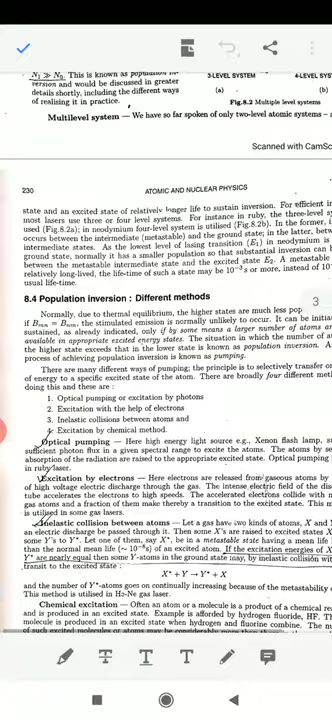 N₁ ≫ N₀. This is known as population in-
version and would be discussed in greater
details shortly, including the different ways
of realising it in practice.
3-LEVEL SYSTEM
4-LEVEL SYS
(a)
(b)
Fig.8.2 Multiple level systems
Multilevel system — We have so far spoken of only two-level atomic systems –
Scanned with CamSc
230
ATOMIC AND NUCLEAR PHYSICS
state and an excited state of relatively longer life to sustain inversion. For efficient
most lasers use three or four levels. For instance in ruby, the three-level
used (Fig.8.2a); in neodymium four-level system is utilised (Fig.8.2b). In the former,
occurs between the intermediate (metastable) and the ground state; in the latter, betw
intermediate states. As the lowest level of lasing transition (E₁) in neodymium is
ground state, normally it has a smaller population so that substantial inversion can
between the metastable intermediate state and the excited state E₂. A metastable
relatively long-lived, the life-time of such a state may be 10⁻³s or more, instead of 10
usual life-time.
3
8.4 Population inversion : Different methods
Normally, due to thermal equilibrium, the higher states are much less pop
if the stimulated emission is normally unlikely to occur. It can be initia
sustained, as already indicated, only if by some means a larger number of atoms ar
available in appropriate excited energy states. The situation in which the number of
the higher state exceeds that in the lower state is known as population inversion. A
process of achieving population inversion is known as pumping.
There are many different ways of pumping; the principle is to selectively transfer
of energy to a specific excited state of the atom. There are broadly four different met
doing this and these are :
1. Optical pumping or excitation by photons
2. Excitation with the help of electrons
3. Inelastic collisions between atoms and
4. Excitation by chemical method.
Optical pumping — Here high energy light source e.g., Xenon flash lamp, su
sufficient photon flux in a given spectral range to excite the atoms. The atoms by se
absorption of the radiation are raised to the appropriate excited state. Optical pumping
in ruby laser.
Excitation by electrons — Here electrons are released from gaseous atoms by
of high voltage electric discharge through the gas. The intense electric field of the dis
tube accelerates the electrons to high speeds. The accelerated electrons collide with n
gas atoms and a fraction of them make thereby a transition to the excited state. This m
is utilised in some gas lasers.
Inelastic collision between atoms — Let a gas have two kinds of atoms, X and
an electric discharge be passed through it. Then some X's are raised to excited states X
some Y's to Y*. Let one of them, say X*, be in a metastable state having a mean life
than the normal mean life (~ 10⁻⁸s) of an excited atom. If the excitation energies of X
Y* are nearly equal then some Y-atoms in the ground state may, by inelastic collision wit
transit to the excited state :
X* + Y → Y* + X
and the number of Y*-atoms goes on continually increasing because of the metastability
This method is utilised in He-Ne gas laser.
Chemical excitation — Often an atom or a molecule is a product of a chemical rea
and is produced in an excited state. Example is afforded by hydrogen fluoride, HF. Th
molecule is produced in an excited state when hydrogen and fluorine combine. The m
of such excited molecules or atoms may be considerably more than